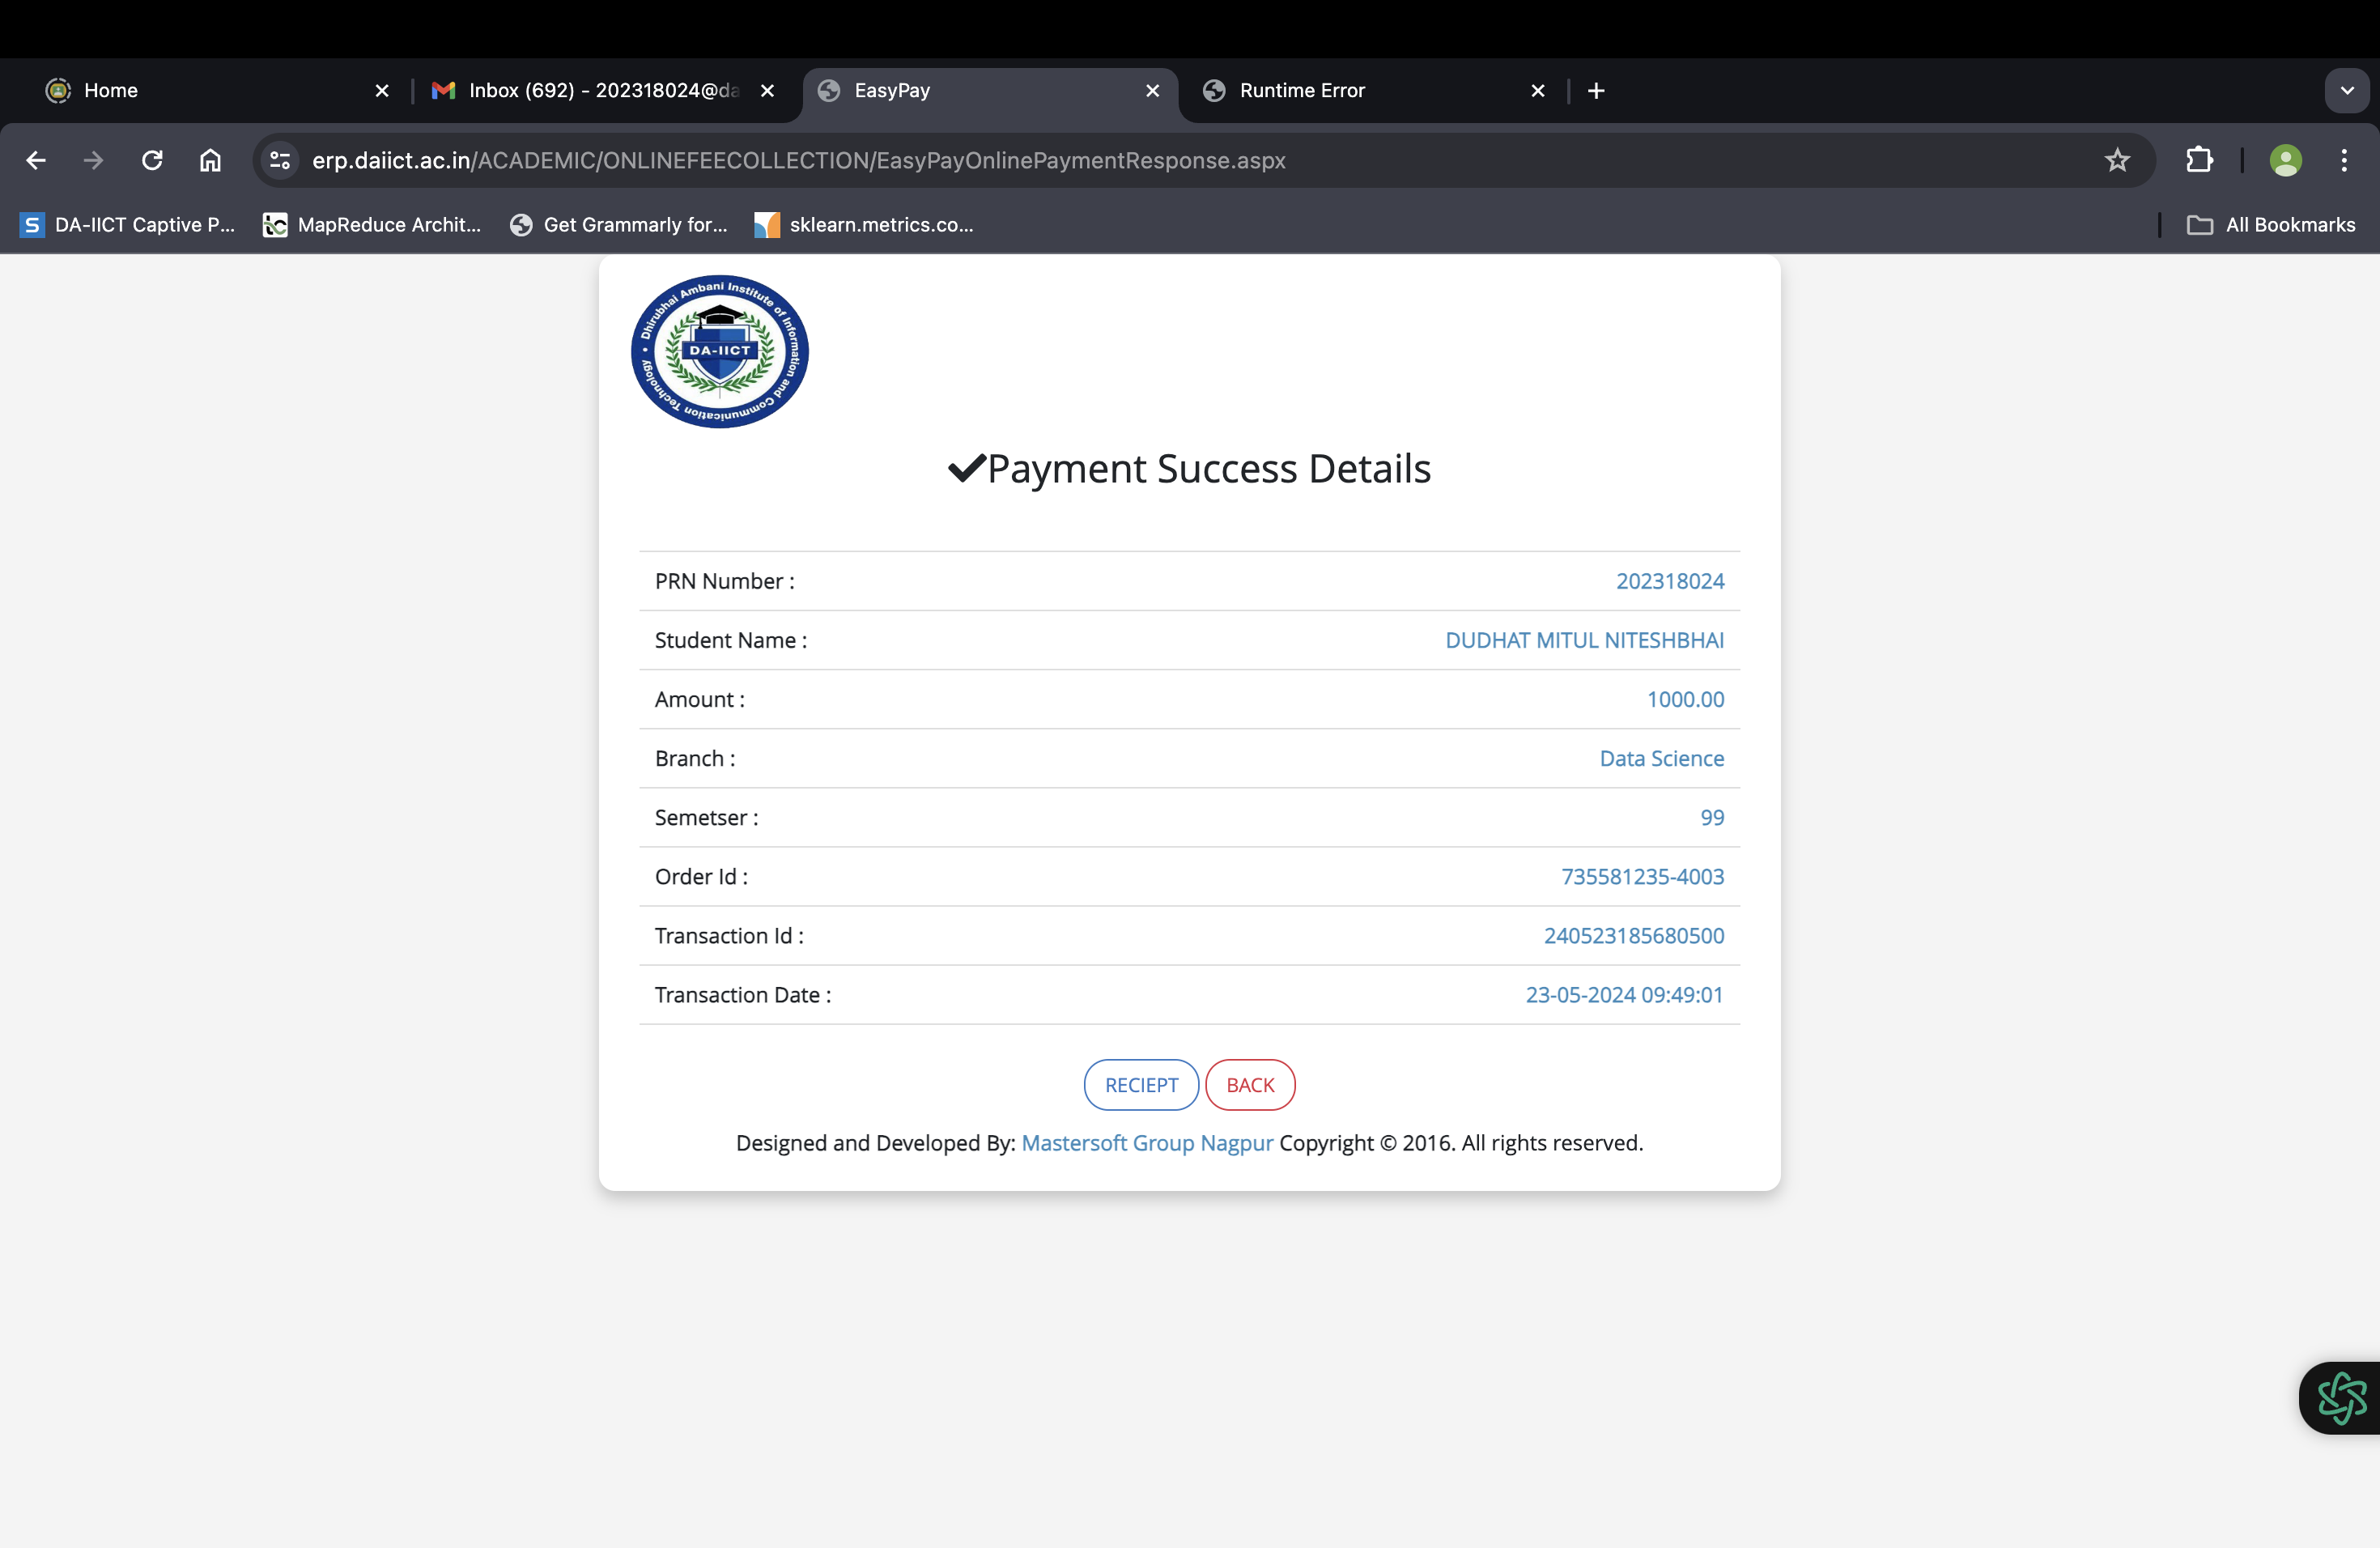 Home
Inbox (692) - 202318024@da
EasyPay
Runtime Error
erp.daiict.ac.in/ACADEMIC/ONLINEFEECOLLECTION/EasyPayOnlinePaymentResponse.aspx
S DA-IICT Captive P...
tc MapReduce Archit...
Get Grammarly for...
sklearn.metrics.co...
All Bookmarks
Dhirubhai Ambani Institute of Information and Communication Technology
DA-IICT
Payment Success Details
PRN Number : 202318024
Student Name : DUDHAT MITUL NITESHBHAI
Amount : 1000.00
Branch : Data Science
Semetser : 99
Order Id : 735581235-4003
Transaction Id : 240523185680500
Transaction Date : 23-05-2024 09:49:01
RECIEPT BACK
Designed and Developed By: Mastersoft Group Nagpur Copyright © 2016. All rights reserved.